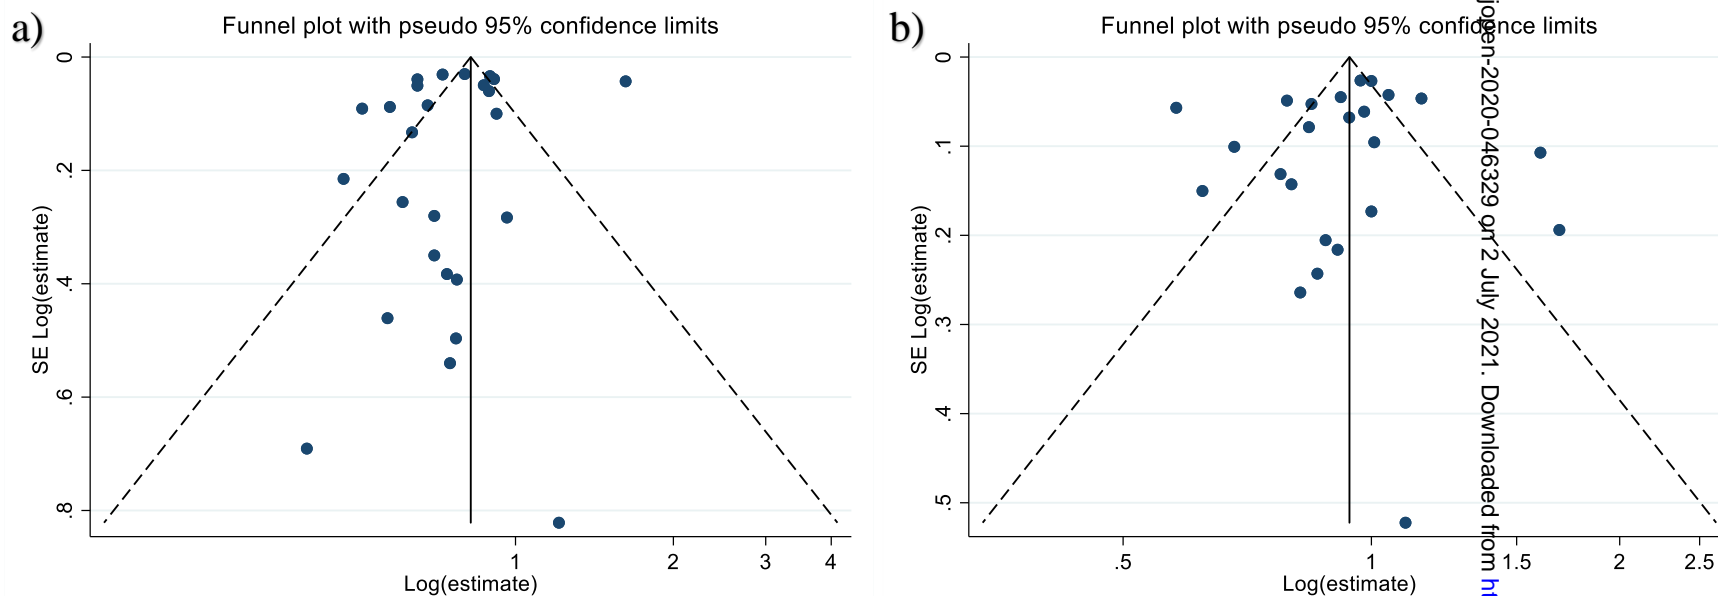 a)
Funnel plot with pseudo 95% confidence limits
0
.2
.4
.6
.8
SE Log(estimate)
1
2
3
4
Log(estimate)
b)
Funnel plot with pseudo 95% confidence limits
0
.1
.2
.3
.4
.5
SE Log(estimate)
.5
1
1.5
2
2.5
Log(estimate)
jopen-2020-046329 on 2 July 2021. Downloaded from ht